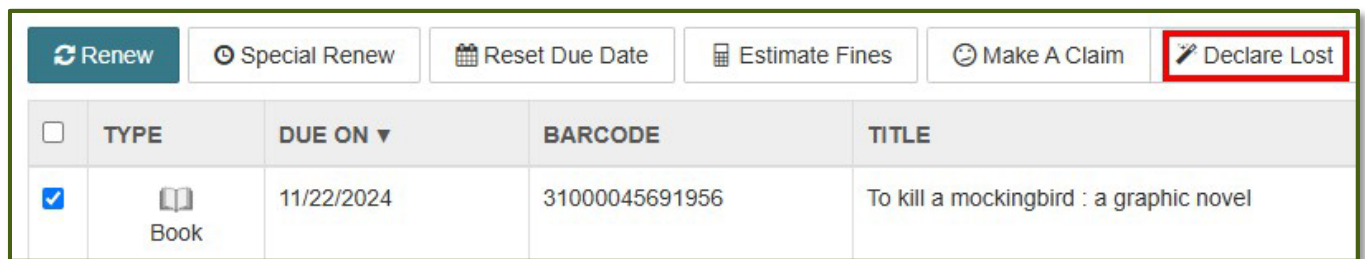 Renew Special Renew Reset Due Date Estimate Fines Make A Claim Declare Lost
TYPE DUE ON ▼ BARCODE TITLE
11/22/2024 31000045691956 To kill a mockingbird : a graphic novel
Book